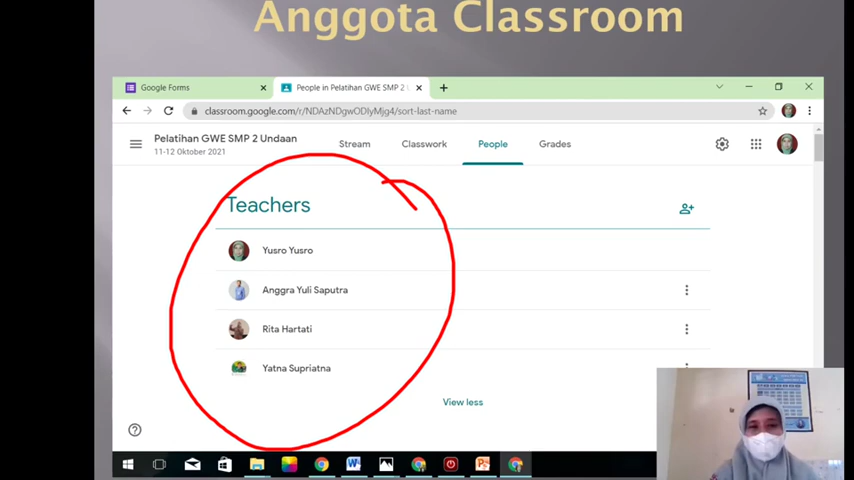 Anggota Classroom
Google Forms
People in Pelatihan GWE SMP 2 U
classroom.google.com/r/NDAzNDgwODIyMjg4/sort-last-name
Pelatihan GWE SMP 2 Undaan
11-12 Oktober 2021
Stream
Classwork
People
Grades
Teachers
Yusro Yusro
Anggra Yuli Saputra
Rita Hartati
Yatna Supriatna
View less